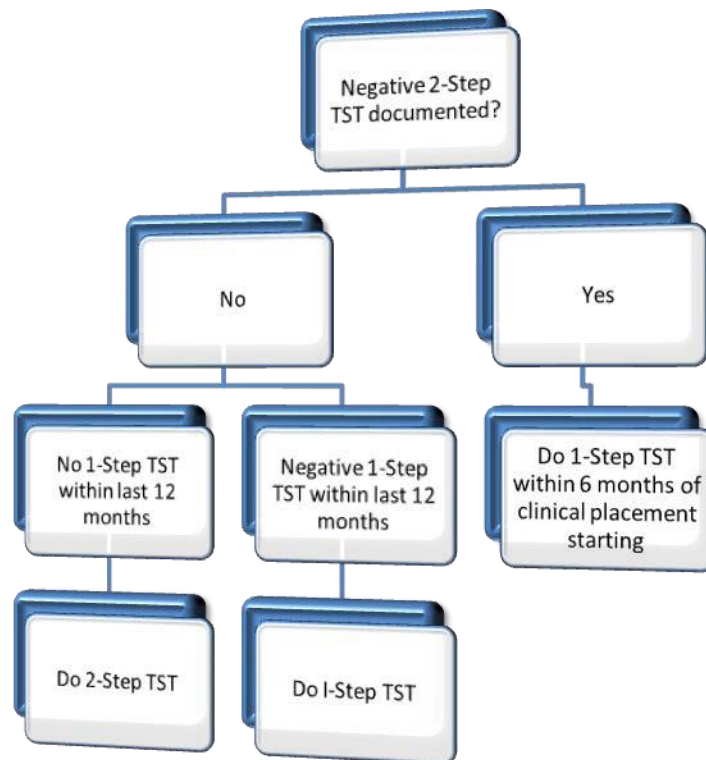 Negative 2-Step
TST documented?
No
Yes
No 1-Step TST
within last 12
months
Negative 1-Step
TST within last 12
months
Do 1-Step TST
within 6 months of
clinical placement
starting
Do 2-Step TST
Do I-Step TST